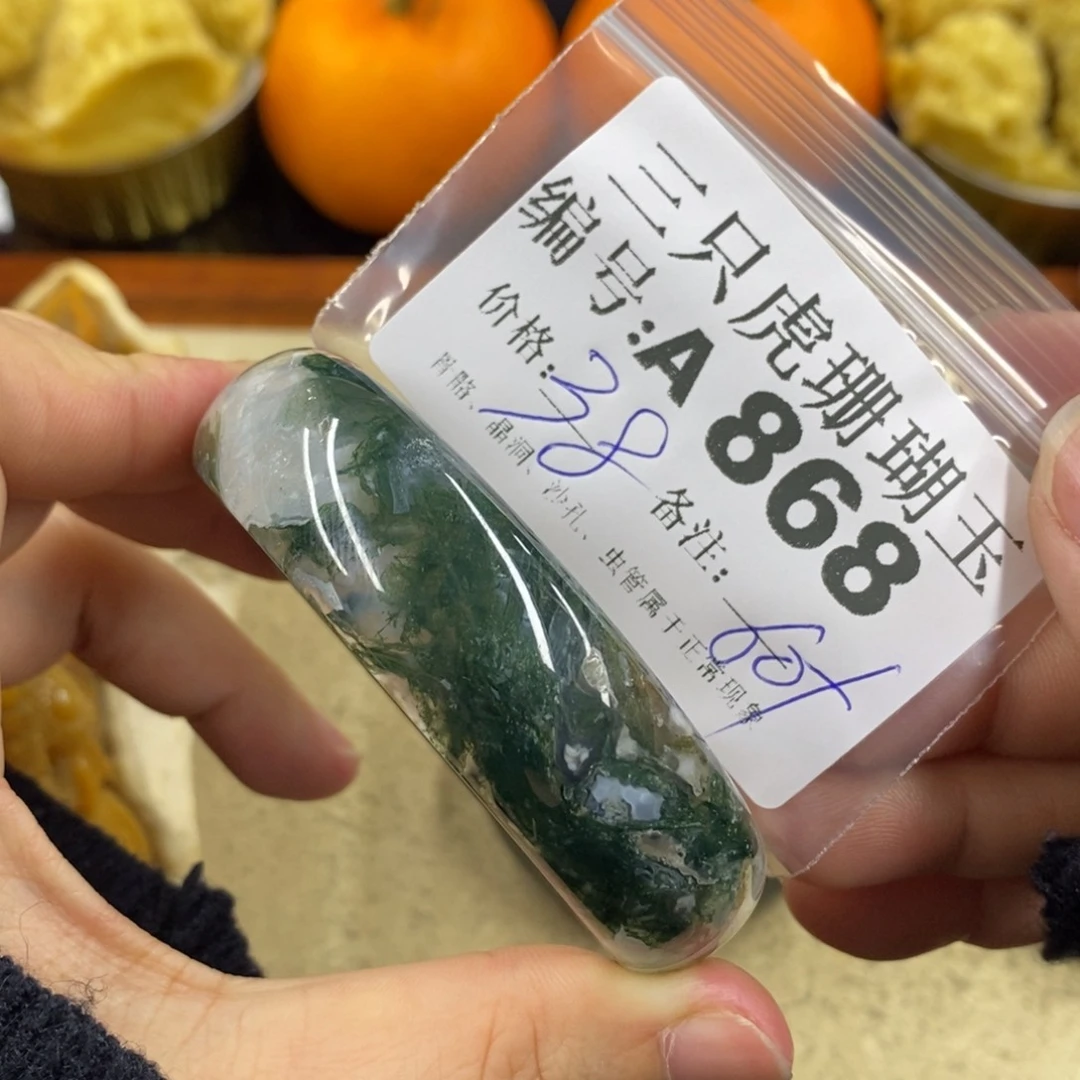 三只虎珊瑚玉
编号:A868
价格:38 备注:60+
骨骼、晶洞、沙孔、虫管属于正常现象